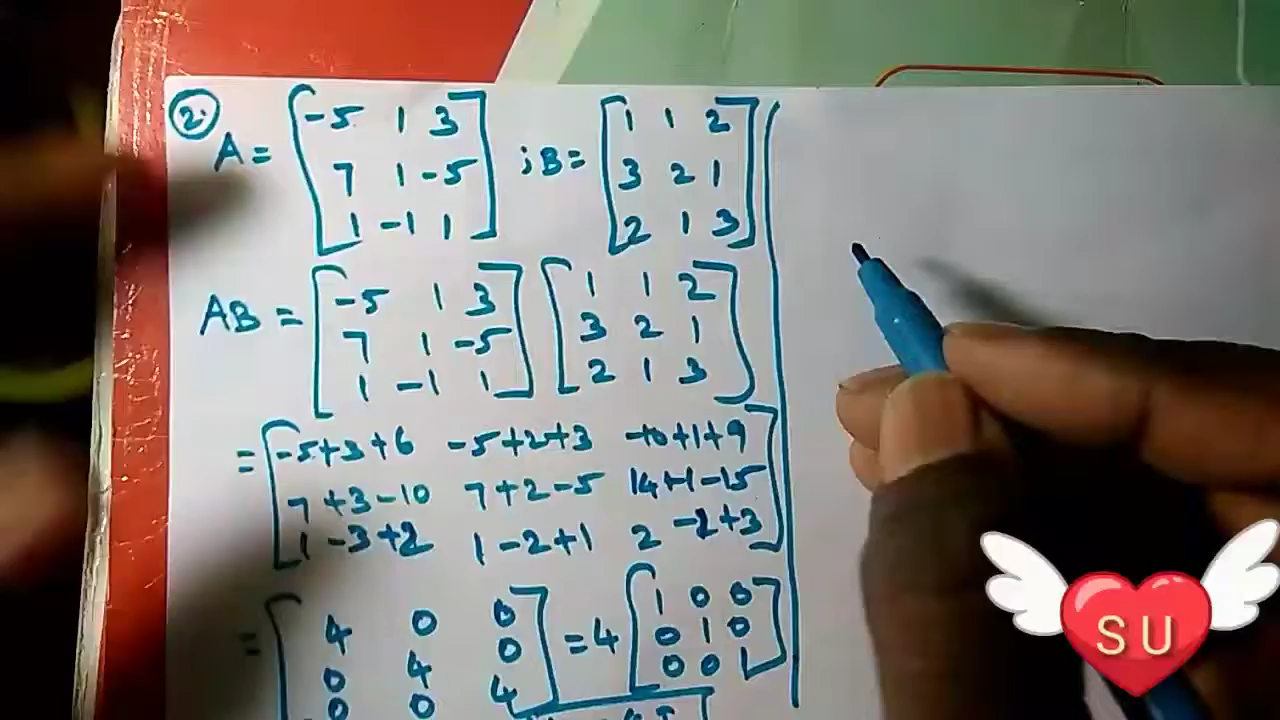 2.
A = [ -5 1 3 ; B = [ 1 1 2
7 1 -5 3 2 1
1 -1 1 ] 2 1 3 ]
AB = [ -5 1 3 ] [ 1 1 2 ]
7 1 -5 3 2 1
1 -1 1 2 1 3
= [ -5+3+6 -5+2+3 -10+1+9 ]
7+3-10 7+2-5 14+1-15
1-3+2 1-2+1 2-2+3
= [ 4 0 0 ] = 4 [ 1 0 0 ]
0 4 0 0 1 0
0 0 4 0 0 1
SU